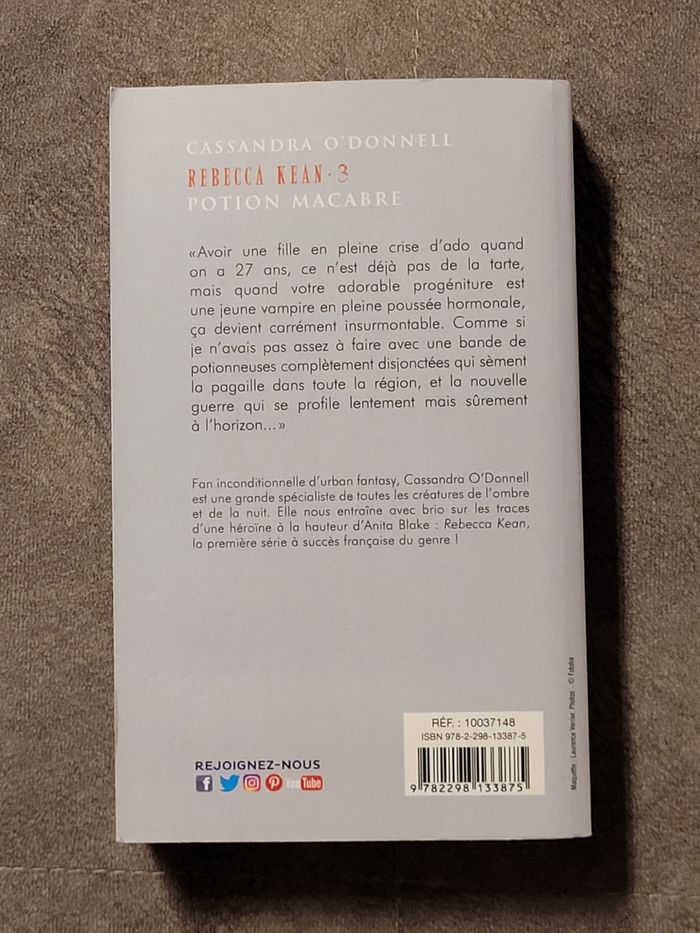 CASSANDRA O'DONNELL
REBECCA KEAN · 3
POTION MACABRE
«Avoir une fille en pleine crise d'ado quand
on a 27 ans, ce n'est déjà pas de la tarte,
mais quand votre adorable progéniture est
une jeune vampire en pleine poussée hormonale,
ça devient carrément insurmontable. Comme si
je n'avais pas assez à faire avec une bande de
potionneuses complètement disjonctées qui sèment
la pagaille dans toute la région, et la nouvelle
guerre qui se profile lentement mais sûrement
à l'horizon...»
Fan inconditionnelle d'urban fantasy, Cassandra O'Donnell
est une grande spécialiste de toutes les créatures de l'ombre
et de la nuit. Elle nous entraîne avec brio sur les traces
d'une héroïne à la hauteur d'Anita Blake : Rebecca Kean,
la première série à succès française du genre !
Maquette : Laurence Verrier Photos : © Fotolia
RÉF. : 10037148
ISBN 978-2-298-13387-5
9 782298 133875
REJOIGNEZ-NOUS
YouTube